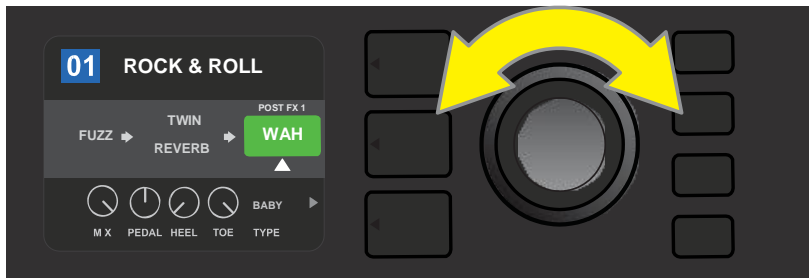 01 ROCK & ROLL
POST FX 1
FUZZ TWIN REVERB WAH
BABY
M X PEDAL HEEL TOE TYPE